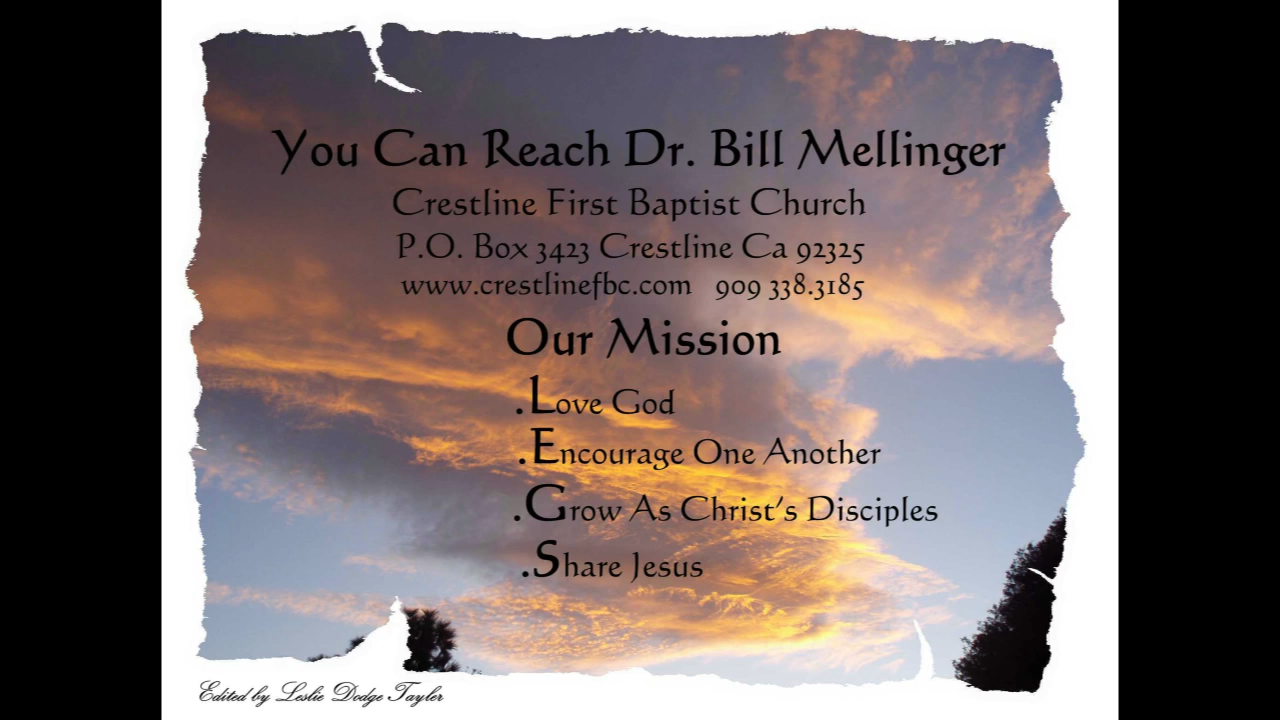 You Can Reach Dr. Bill Mellinger
Crestline First Baptist Church
P.O. Box 3423 Crestline Ca 92325
www.crestlinefbc.com 909 338.3185
Our Mission
.Love God
.Encourage One Another
.Grow As Christ's Disciples
.Share Jesus
Edited by Leslie Dodge Tayler